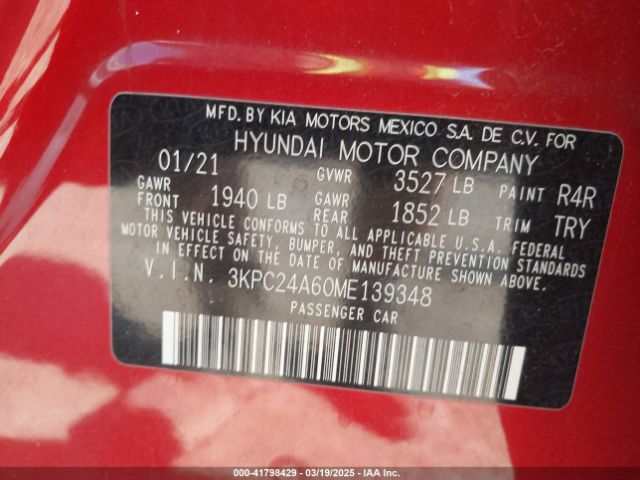 MFD. BY KIA MOTORS MEXICO S.A. DE C.V. FOR
HYUNDAI MOTOR COMPANY
01/21 GVWR 3527 LB PAINT R4R
GAWR FRONT 1940 LB GAWR REAR 1852 LB TRIM TRY
THIS VEHICLE CONFORMS TO ALL APPLICABLE U.S.A. FEDERAL
MOTOR VEHICLE SAFETY, BUMPER, AND THEFT PREVENTION STANDARDS
IN EFFECT ON THE DATE OF MANUFACTURE SHOWN ABOVE.
V.I.N. 3KPC24A60ME139348
PASSENGER CAR
000-41798429 - 03/19/2025 - IAA Inc.